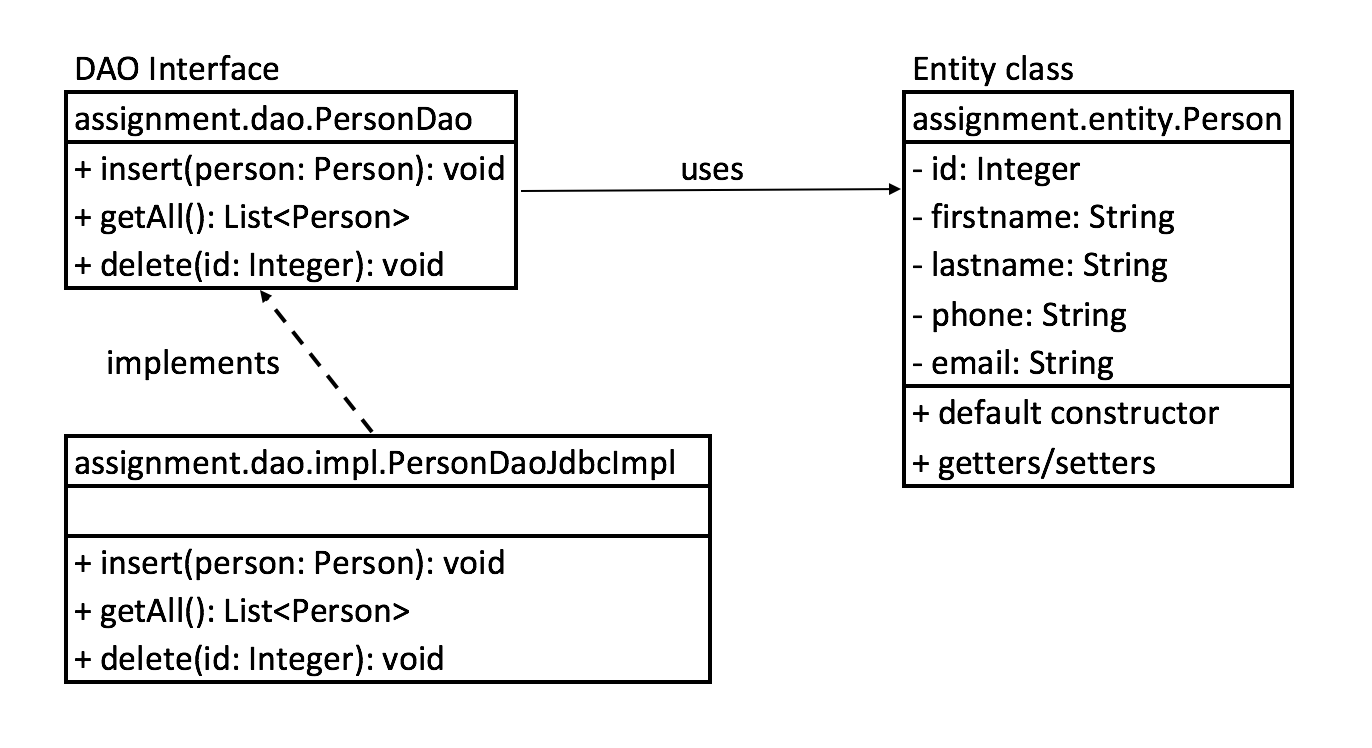 DAO Interface
assignment.dao.PersonDao
+ insert(person: Person): void
+ getAll(): List<Person>
+ delete(id: Integer): void
uses
Entity class
assignment.entity.Person
- id: Integer
- firstname: String
- lastname: String
- phone: String
- email: String
+ default constructor
+ getters/setters
implements
assignment.dao.impl.PersonDaoJdbcImpl
+ insert(person: Person): void
+ getAll(): List<Person>
+ delete(id: Integer): void